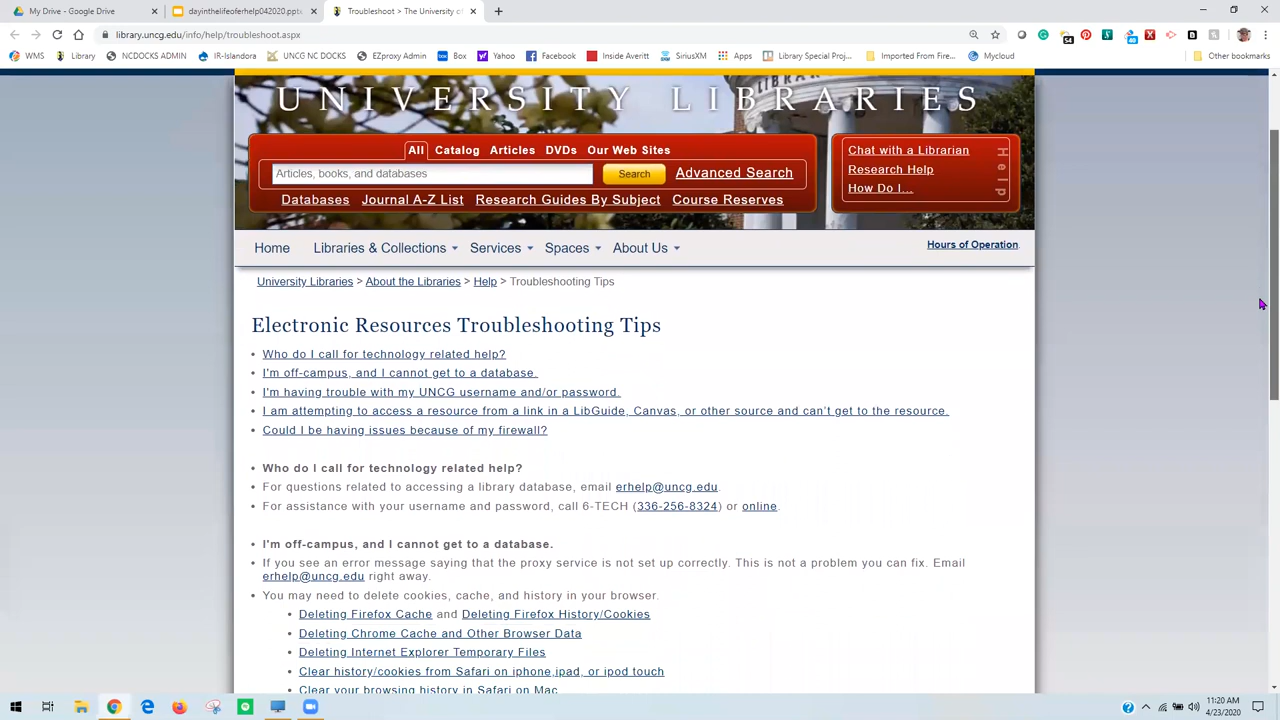 My Drive - Google Drive
dayinthelifeoferhelp042020.pptx
Troubleshoot > The University of
library.uncg.edu/info/help/troubleshoot.aspx
WMS
Library
NCDOCKS ADMIN
iR-Islandora
UNCG NC DOCKS
EZproxy Admin
Box
Yahoo
Facebook
Inside Averitt
SiriusXM
Apps
Library Special Proj...
Imported From Firef...
Mycloud
Other bookmarks
UNIVERSITY LIBRARIES
All Catalog Articles DVDs Our Web Sites
Articles, books, and databases Search Advanced Search
Databases Journal A-Z List Research Guides By Subject Course Reserves
Chat with a Librarian
Research Help
How Do I...
Help
Home Libraries & Collections Services Spaces About Us
Hours of Operation.
University Libraries > About the Libraries > Help > Troubleshooting Tips
Electronic Resources Troubleshooting Tips
• Who do I call for technology related help?
• I'm off-campus, and I cannot get to a database.
• I'm having trouble with my UNCG username and/or password.
• I am attempting to access a resource from a link in a LibGuide, Canvas, or other source and can't get to the resource.
• Could I be having issues because of my firewall?
• Who do I call for technology related help?
• For questions related to accessing a library database, email erhelp@uncg.edu.
• For assistance with your username and password, call 6-TECH (336-256-8324) or online.
• I'm off-campus, and I cannot get to a database.
• If you see an error message saying that the proxy service is not set up correctly. This is not a problem you can fix. Email
erhelp@uncg.edu right away.
• You may need to delete cookies, cache, and history in your browser.
• Deleting Firefox Cache and Deleting Firefox History/Cookies
• Deleting Chrome Cache and Other Browser Data
• Deleting Internet Explorer Temporary Files
• Clear history/cookies from Safari on iphone,ipad, or ipod touch
• Clear your browsing history in Safari on Mac
11:20 AM
4/23/2020